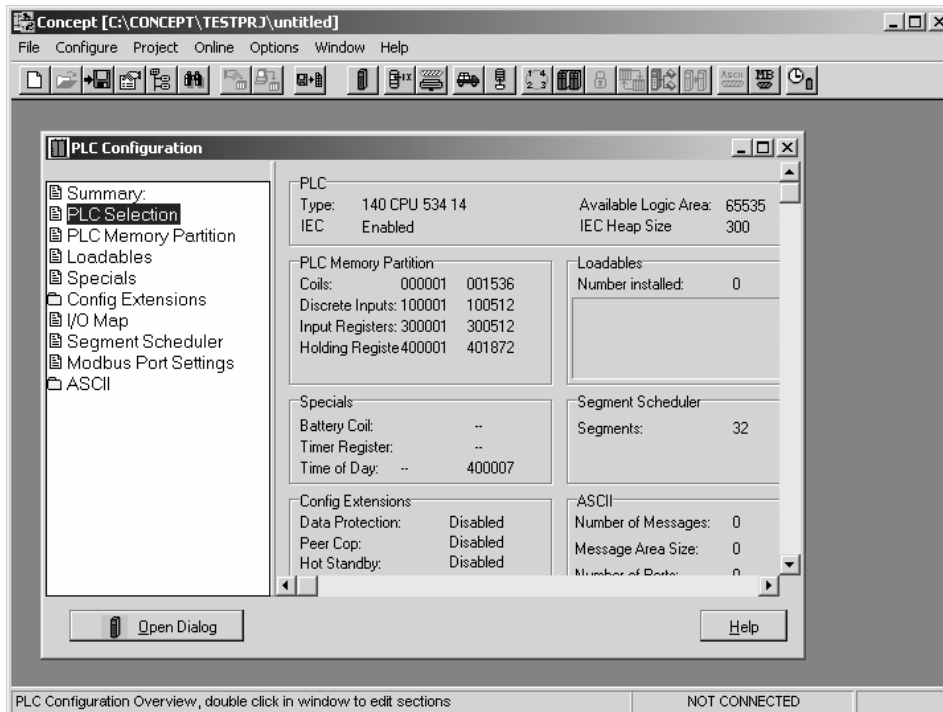 Concept [C:\CONCEPT\TESTPRJ\untitled]
File Configure Project Online Options Window Help
PLC Configuration
Summary:
PLC Selection
PLC Memory Partition
Loadables
Specials
Config Extensions
I/O Map
Segment Scheduler
Modbus Port Settings
ASCII
PLC
Type: 140 CPU 534 14 Available Logic Area: 65535
IEC Enabled IEC Heap Size 300
PLC Memory Partition
Coils: 000001 001536
Discrete Inputs: 100001 100512
Input Registers: 300001 300512
Holding Registe 400001 401872
Loadables
Number installed: 0
Specials
Battery Coil: --
Timer Register: --
Time of Day: -- 400007
Segment Scheduler
Segments: 32
Config Extensions
Data Protection: Disabled
Peer Cop: Disabled
Hot Standby: Disabled
ASCII
Number of Messages: 0
Message Area Size: 0
Number of Ports: 0
Open Dialog
Help
PLC Configuration Overview, double click in window to edit sections NOT CONNECTED